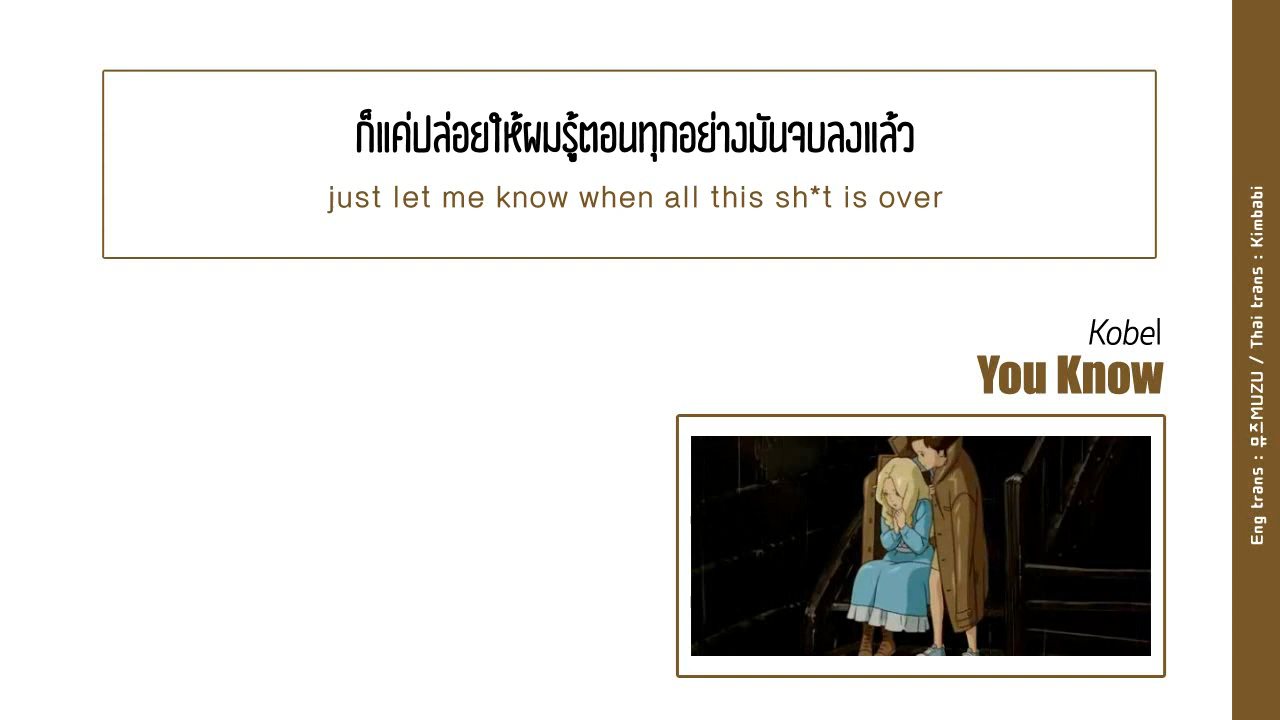 ก็แค่ปล่อยให้ผมรู้ตอนทุกอย่างมันจบลงแล้ว
just let me know when all this sh*t is over
Kobel
You Know
Eng trans : 뮤즈MUZU / Thai trans : Kimbabi